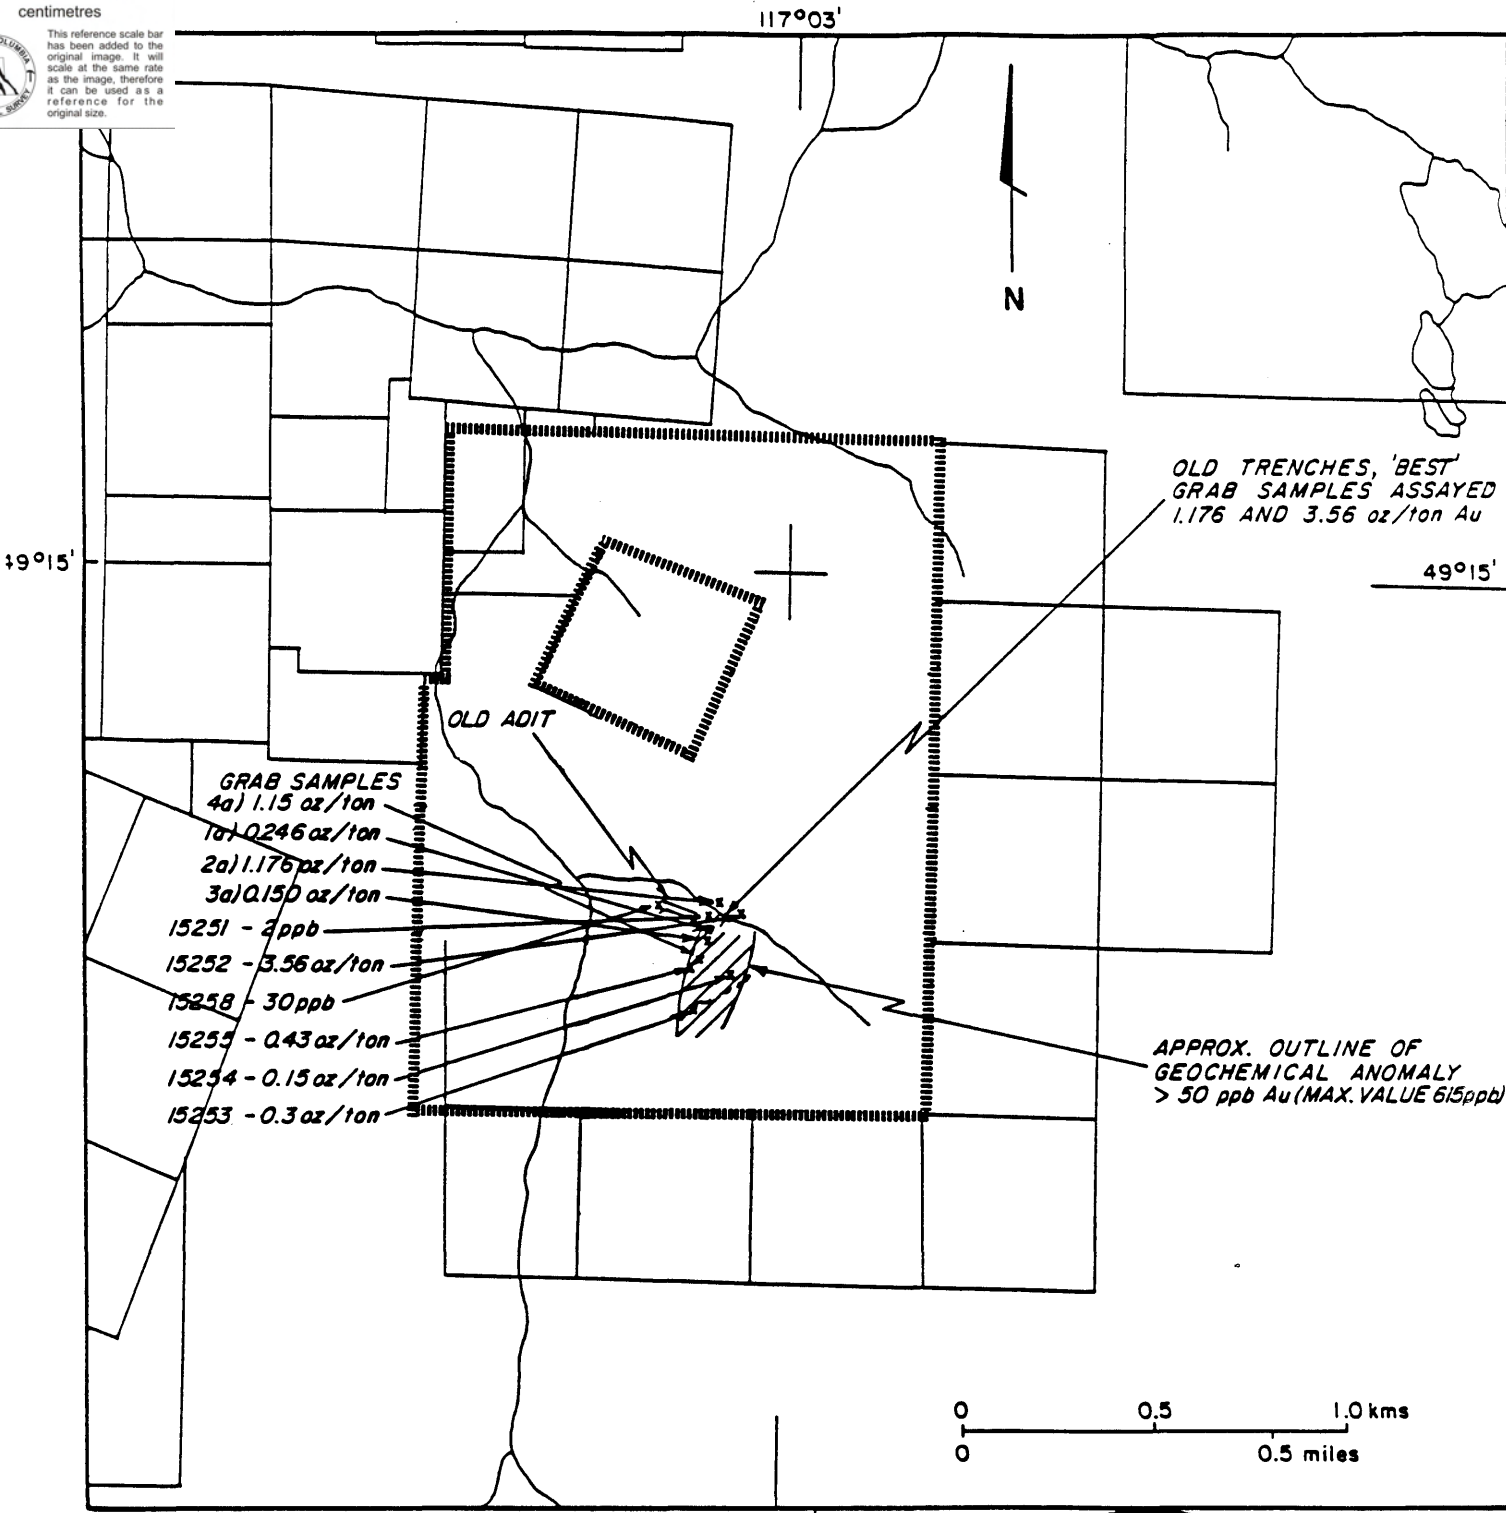 centimetres
This reference scale bar
has been added to the
original image. It will
scale at the same rate
as the image, therefore
it can be used as a
reference for the
original size.
117°03'
N
OLD TRENCHES, 'BEST'
GRAB SAMPLES ASSAYED
1.176 AND 3.56 oz/ton Au
49°15'
49°15'
OLD ADIT
GRAB SAMPLES
4a) 1.15 oz/ton
1a) 0.246 oz/ton
2a) 1.176 oz/ton
3a) 0.150 oz/ton
15251 - 2 ppb
15252 - 3.56 oz/ton
15258 - 30 ppb
15255 - 0.43 oz/ton
15254 - 0.15 oz/ton
15253 - 0.3 oz/ton
APPROX. OUTLINE OF
GEOCHEMICAL ANOMALY
> 50 ppb Au (MAX. VALUE 615 ppb)
0 0.5 1.0 kms
0 0.5 miles